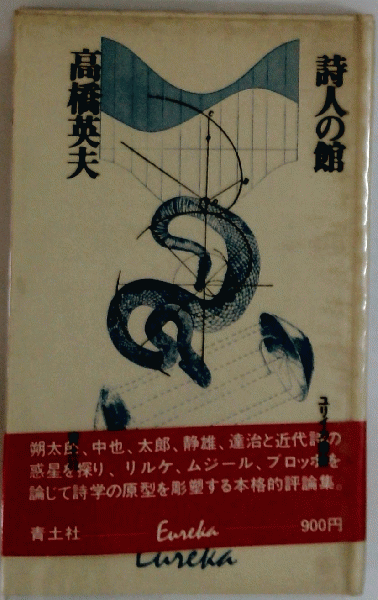 詩人の館
高橋英夫
ユリイ
朔太郎、中也、太郎、静雄、達治と近代詩の
惑星を探り、リルケ、ムジール、ブロッホを
論じて詩学の原型を彫塑する本格的評論集。
青土社 Eureka 900円
Eureka